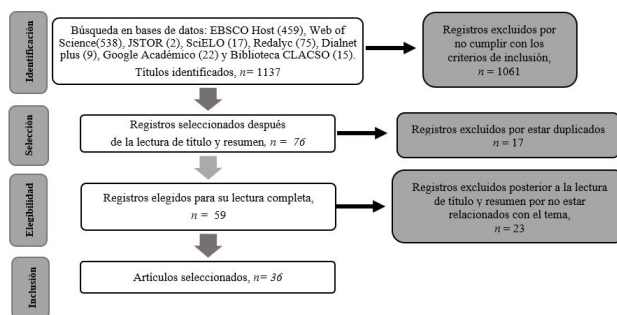 Identificación
Búsqueda en bases de datos: EBSCO Host (459), Web of
Science(538), JSTOR (2), SciELO (17), Redalyc (75), Dialnet
plus (9), Google Académico (22) y Biblioteca CLACSO (15).
Títulos identificados, n= 1137
Registros excluidos por
no cumplir con los
criterios de inclusión,
n = 1061
Selección
Registros seleccionados después
de la lectura de título y resumen, n = 76
Registros excluídos por estar duplicados
n = 17
Elegibilidad
Registros elegidos para su lectura completa,
n = 59
Registros excluidos posterior a la lectura
de título y resumen por no estar
relacionados con el tema,
n = 23
Inclusión
Artículos seleccionados, n= 36